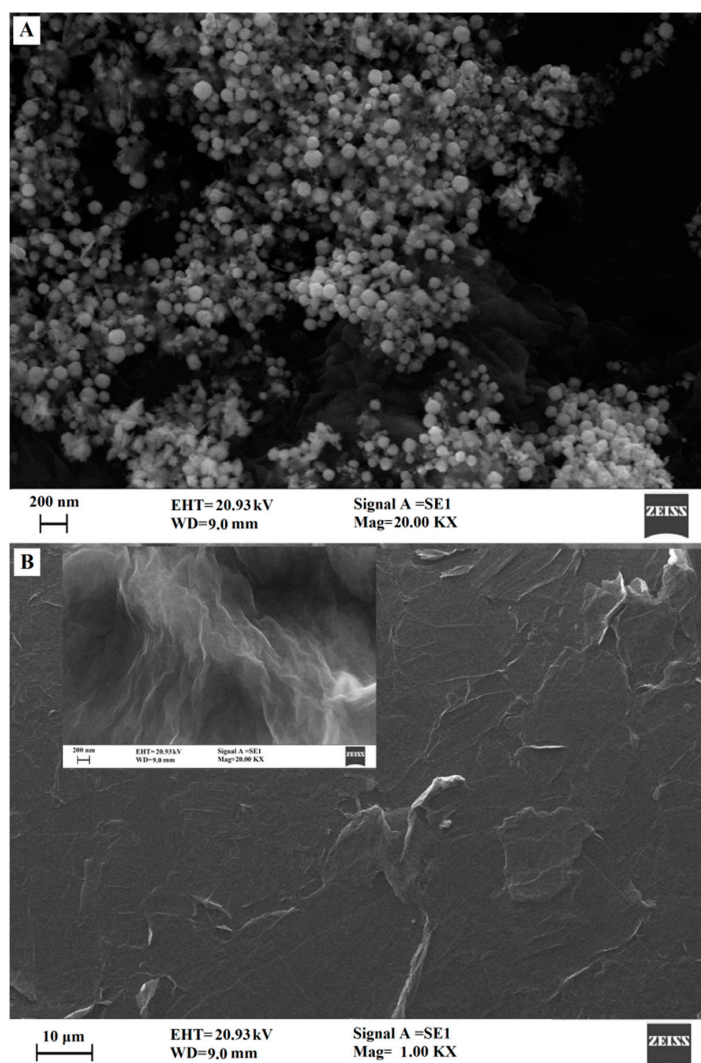 A
200 nm
EHT=20.93 kV
WD=9.0 mm
Signal A =SE1
Mag=20.00 KX
ZEISS
B
200 nm
EHT=20.93 kV
WD=9.0 mm
Signal A =SE1
Mag=20.00 KX
ZEISS
10 µm
EHT=20.93 kV
WD=9.0 mm
Signal A =SE1
Mag= 1.00 KX
ZEISS